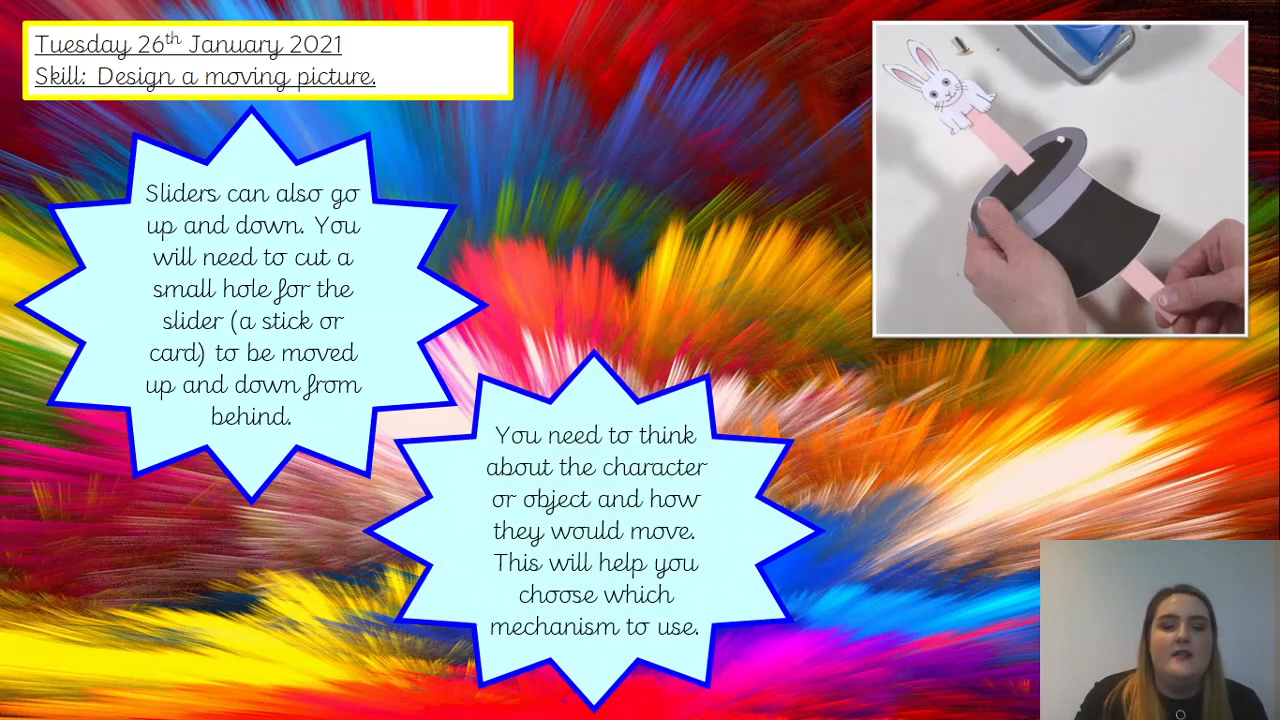 Tuesday 26th January 2021
Skill: Design a moving picture.
Sliders can also go
up and down. You
will need to cut a
small hole for the
slider (a stick or
card) to be moved
up and down from
behind.
You need to think
about the character
or object and how
they would move.
This will help you
choose which
mechanism to use.